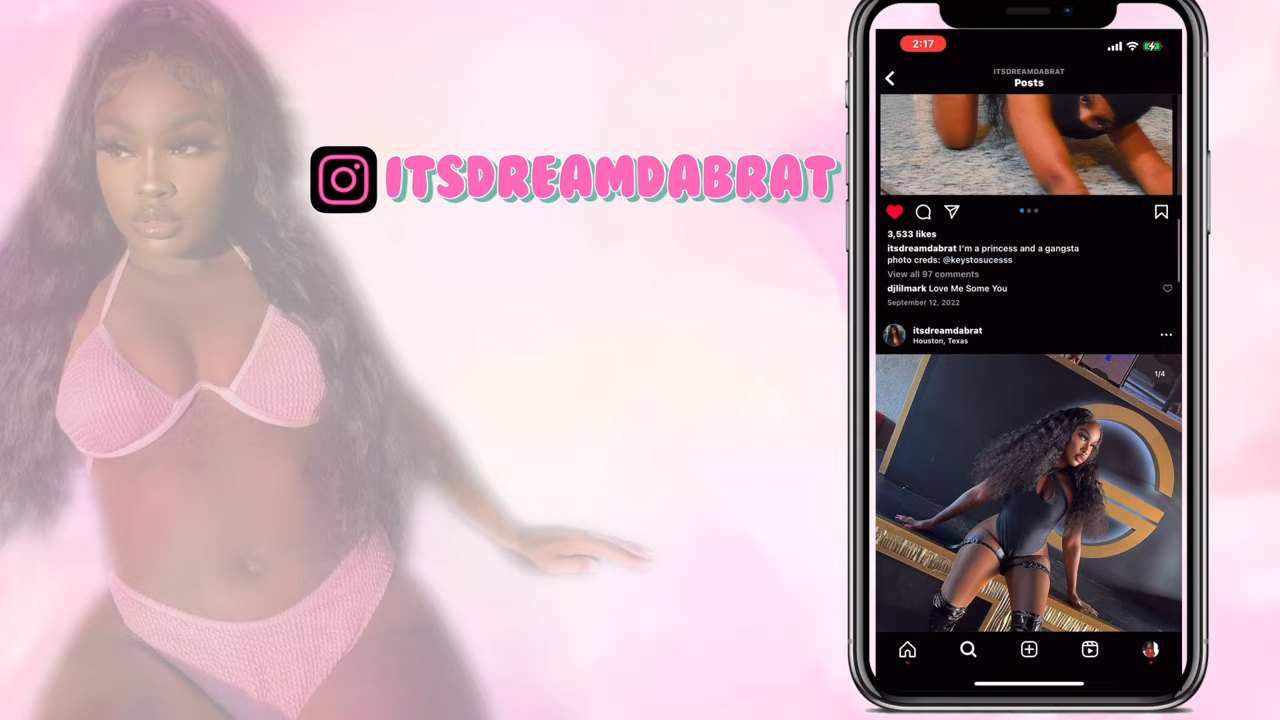 ITSDREAMDABRAT
2:17
ITSDREAMDABRAT
Posts
3,533 likes
itsdreamdabrat I'm a princess and a gangsta
photo creds: @keystosucesss
View all 97 comments
djlilmark Love Me Some You
September 12, 2022
itsdreamdabrat
Houston, Texas
1/4